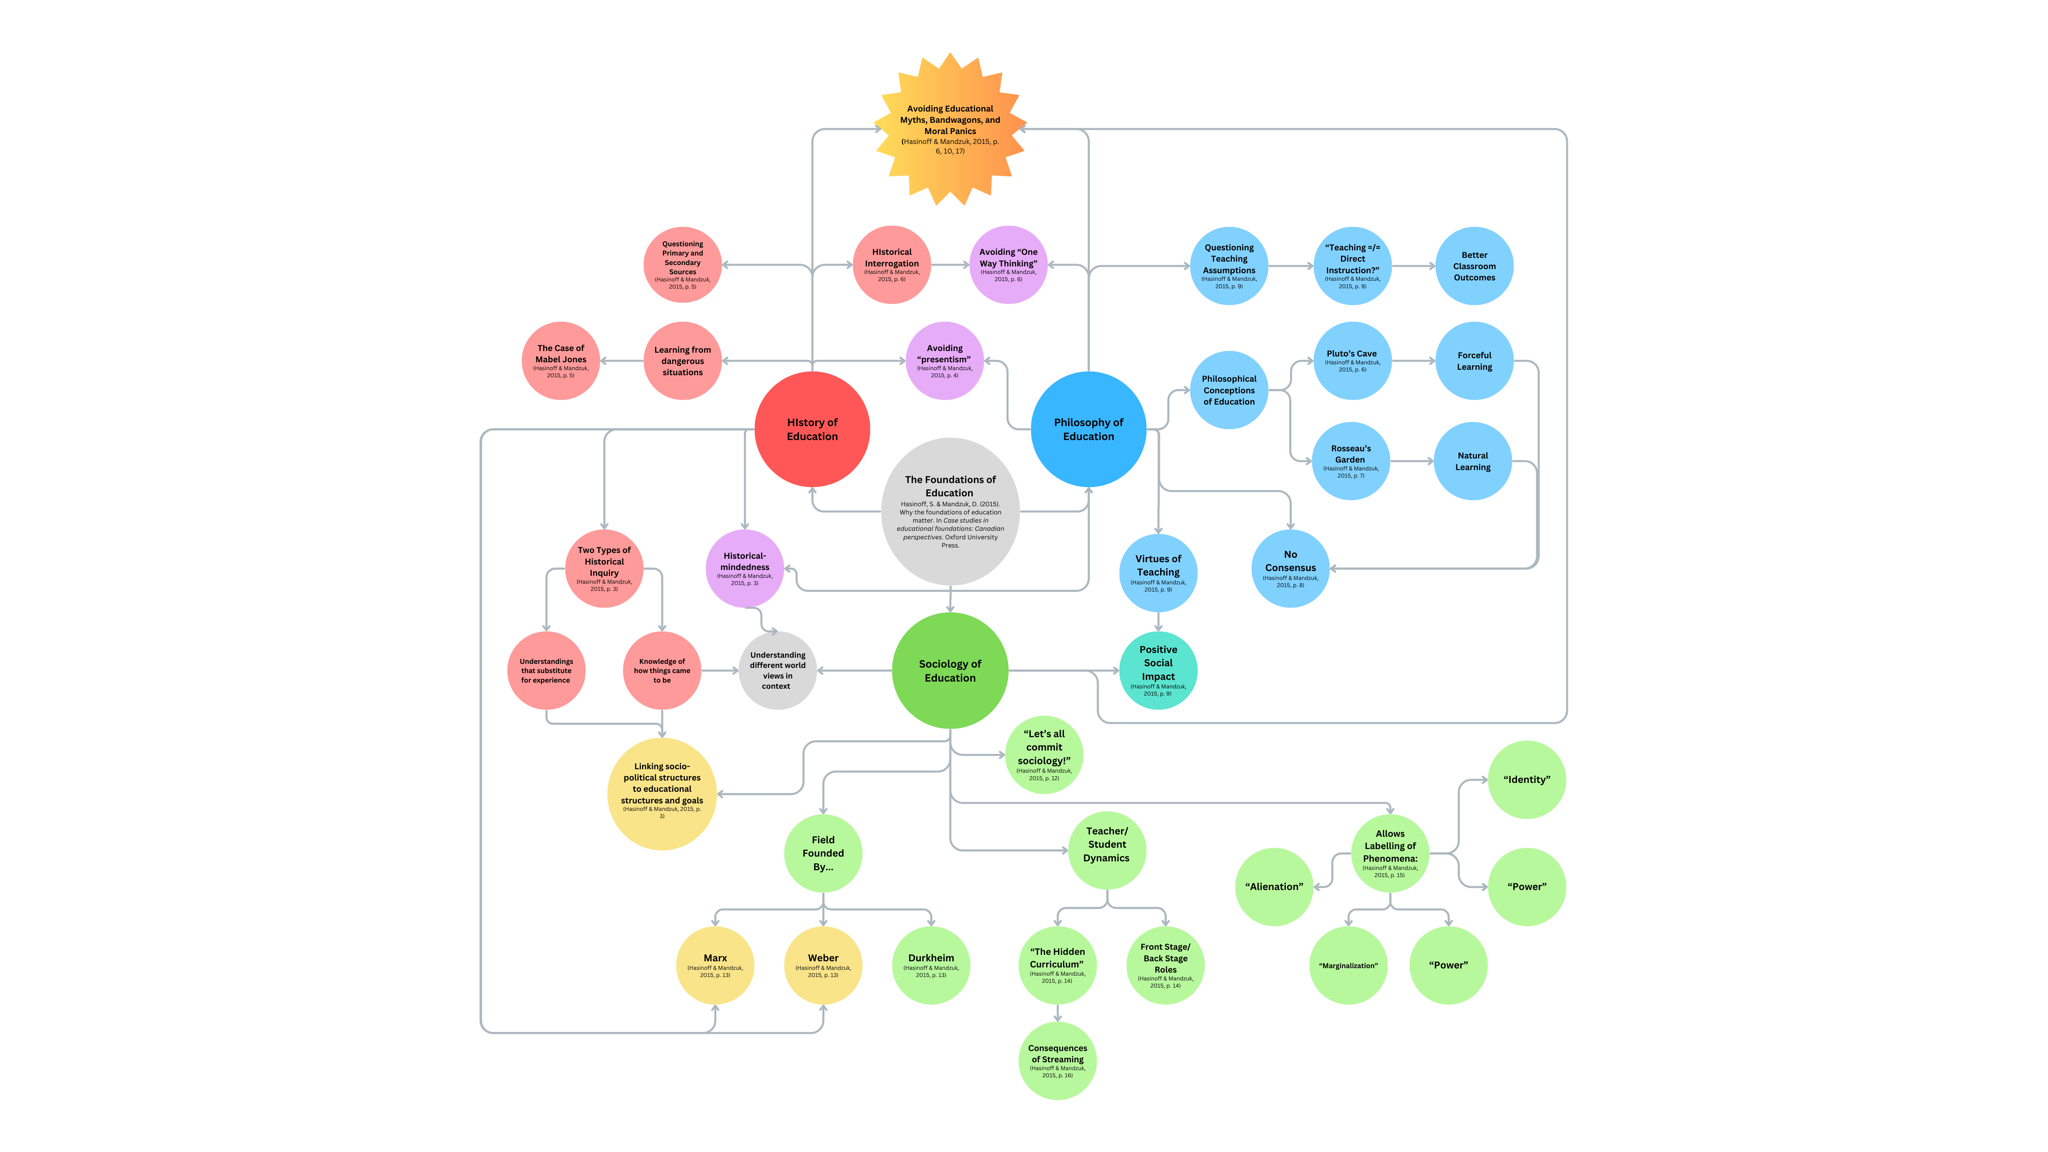 Avoiding Educational
Myths, Bandwagons, and
Moral Panics
(Hasinoff & Mandzuk, 2015, p.
6, 10, 17)
Questioning
Primary and
Secondary
Sources
(Hasinoff & Mandzuk,
2015, p. 5)
HIstorical
Interrogation
(Hasinoff & Mandzuk,
2015, p. 6)
Avoiding “One
Way Thinking”
(Hasinoff & Mandzuk,
2015, p. 6)
Questioning
Teaching
Assumptions
(Hasinoff & Mandzuk,
2015, p. 9)
“Teaching =/=
Direct
Instruction?”
(Hasinoff & Mandzuk,
2015, p. 9)
Better
Classroom
Outcomes
The Case of
Mabel Jones
(Hasinoff & Mandzuk,
2015, p. 5)
Learning from
dangerous
situations
Avoiding
“presentism”
(Hasinoff & Mandzuk,
2015, p. 4)
Philosophical
Conceptions
of Education
Pluto’s Cave
(Hasinoff & Mandzuk,
2015, p. 6)
Forceful
Learning
HIstory of
Education
Philosophy of
Education
Rosseau’s
Garden
(Hasinoff & Mandzuk,
2015, p. 7)
Natural
Learning
The Foundations of
Education
Hasinoff, S. & Mandzuk, D. (2015).
Why the foundations of education
matter. In Case studies in
educational foundations: Canadian
perspectives. Oxford University
Press.
Two Types of
Historical
Inquiry
(Hasinoff & Mandzuk,
2015, p. 3)
Historical-
mindedness
(Hasinoff & Mandzuk,
2015, p. 3)
Virtues of
Teaching
(Hasinoff & Mandzuk,
2015, p. 9)
No
Consensus
(Hasinoff & Mandzuk,
2015, p. 8)
Understandings
that substitute
for experience
Knowledge of
how things came
to be
Understanding
different world
views in
context
Sociology of
Education
Positive
Social
Impact
(Hasinoff & Mandzuk,
2015, p. 9)
Linking socio-
political structures
to educational
structures and goals
(Hasinoff & Mandzuk, 2015, p.
3)
“Let’s all
commit
sociology!”
(Hasinoff & Mandzuk,
2015, p. 12)
“Identity”
Field
Founded
By...
Teacher/
Student
Dynamics
Allows
Labelling of
Phenomena:
(Hasinoff & Mandzuk,
2015, p. 15)
“Alienation”
“Power”
Marx
(Hasinoff & Mandzuk,
2015, p. 13)
Weber
(Hasinoff & Mandzuk,
2015, p. 13)
Durkheim
(Hasinoff & Mandzuk,
2015, p. 13)
“The Hidden
Curriculum”
(Hasinoff & Mandzuk,
2015, p. 14)
Front Stage/
Back Stage
Roles
(Hasinoff & Mandzuk,
2015, p. 14)
“Marginalization”
“Power”
Consequences
of Streaming
(Hasinoff & Mandzuk,
2015, p. 16)